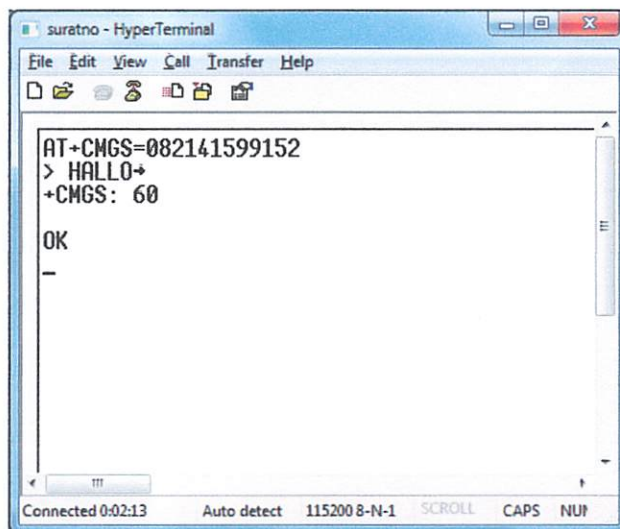 suratno - HyperTerminal
File Edit View Call Transfer Help
AT+CMGS=082141599152
> HALLO→
+CMGS: 60
OK
Connected 0:02:13 Auto detect 115200 8-N-1 SCROLL CAPS NUM